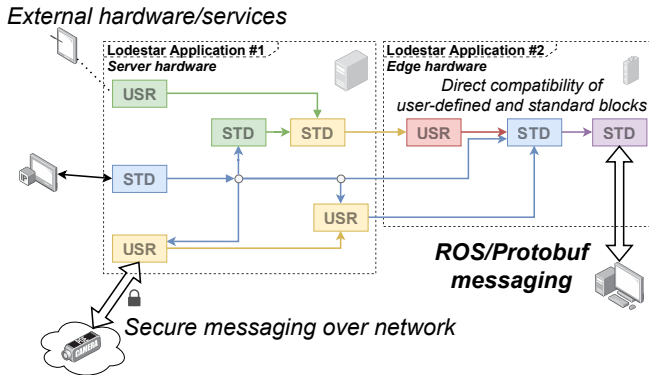 External hardware/services
Lodestar Application #1
Server hardware
Lodestar Application #2
Edge hardware
Direct compatibility of
user-defined and standard blocks
USR
STD
STD
USR
STD
STD
STD
USR
USR
ROS/Protobuf
messaging
Secure messaging over network
CAMERA